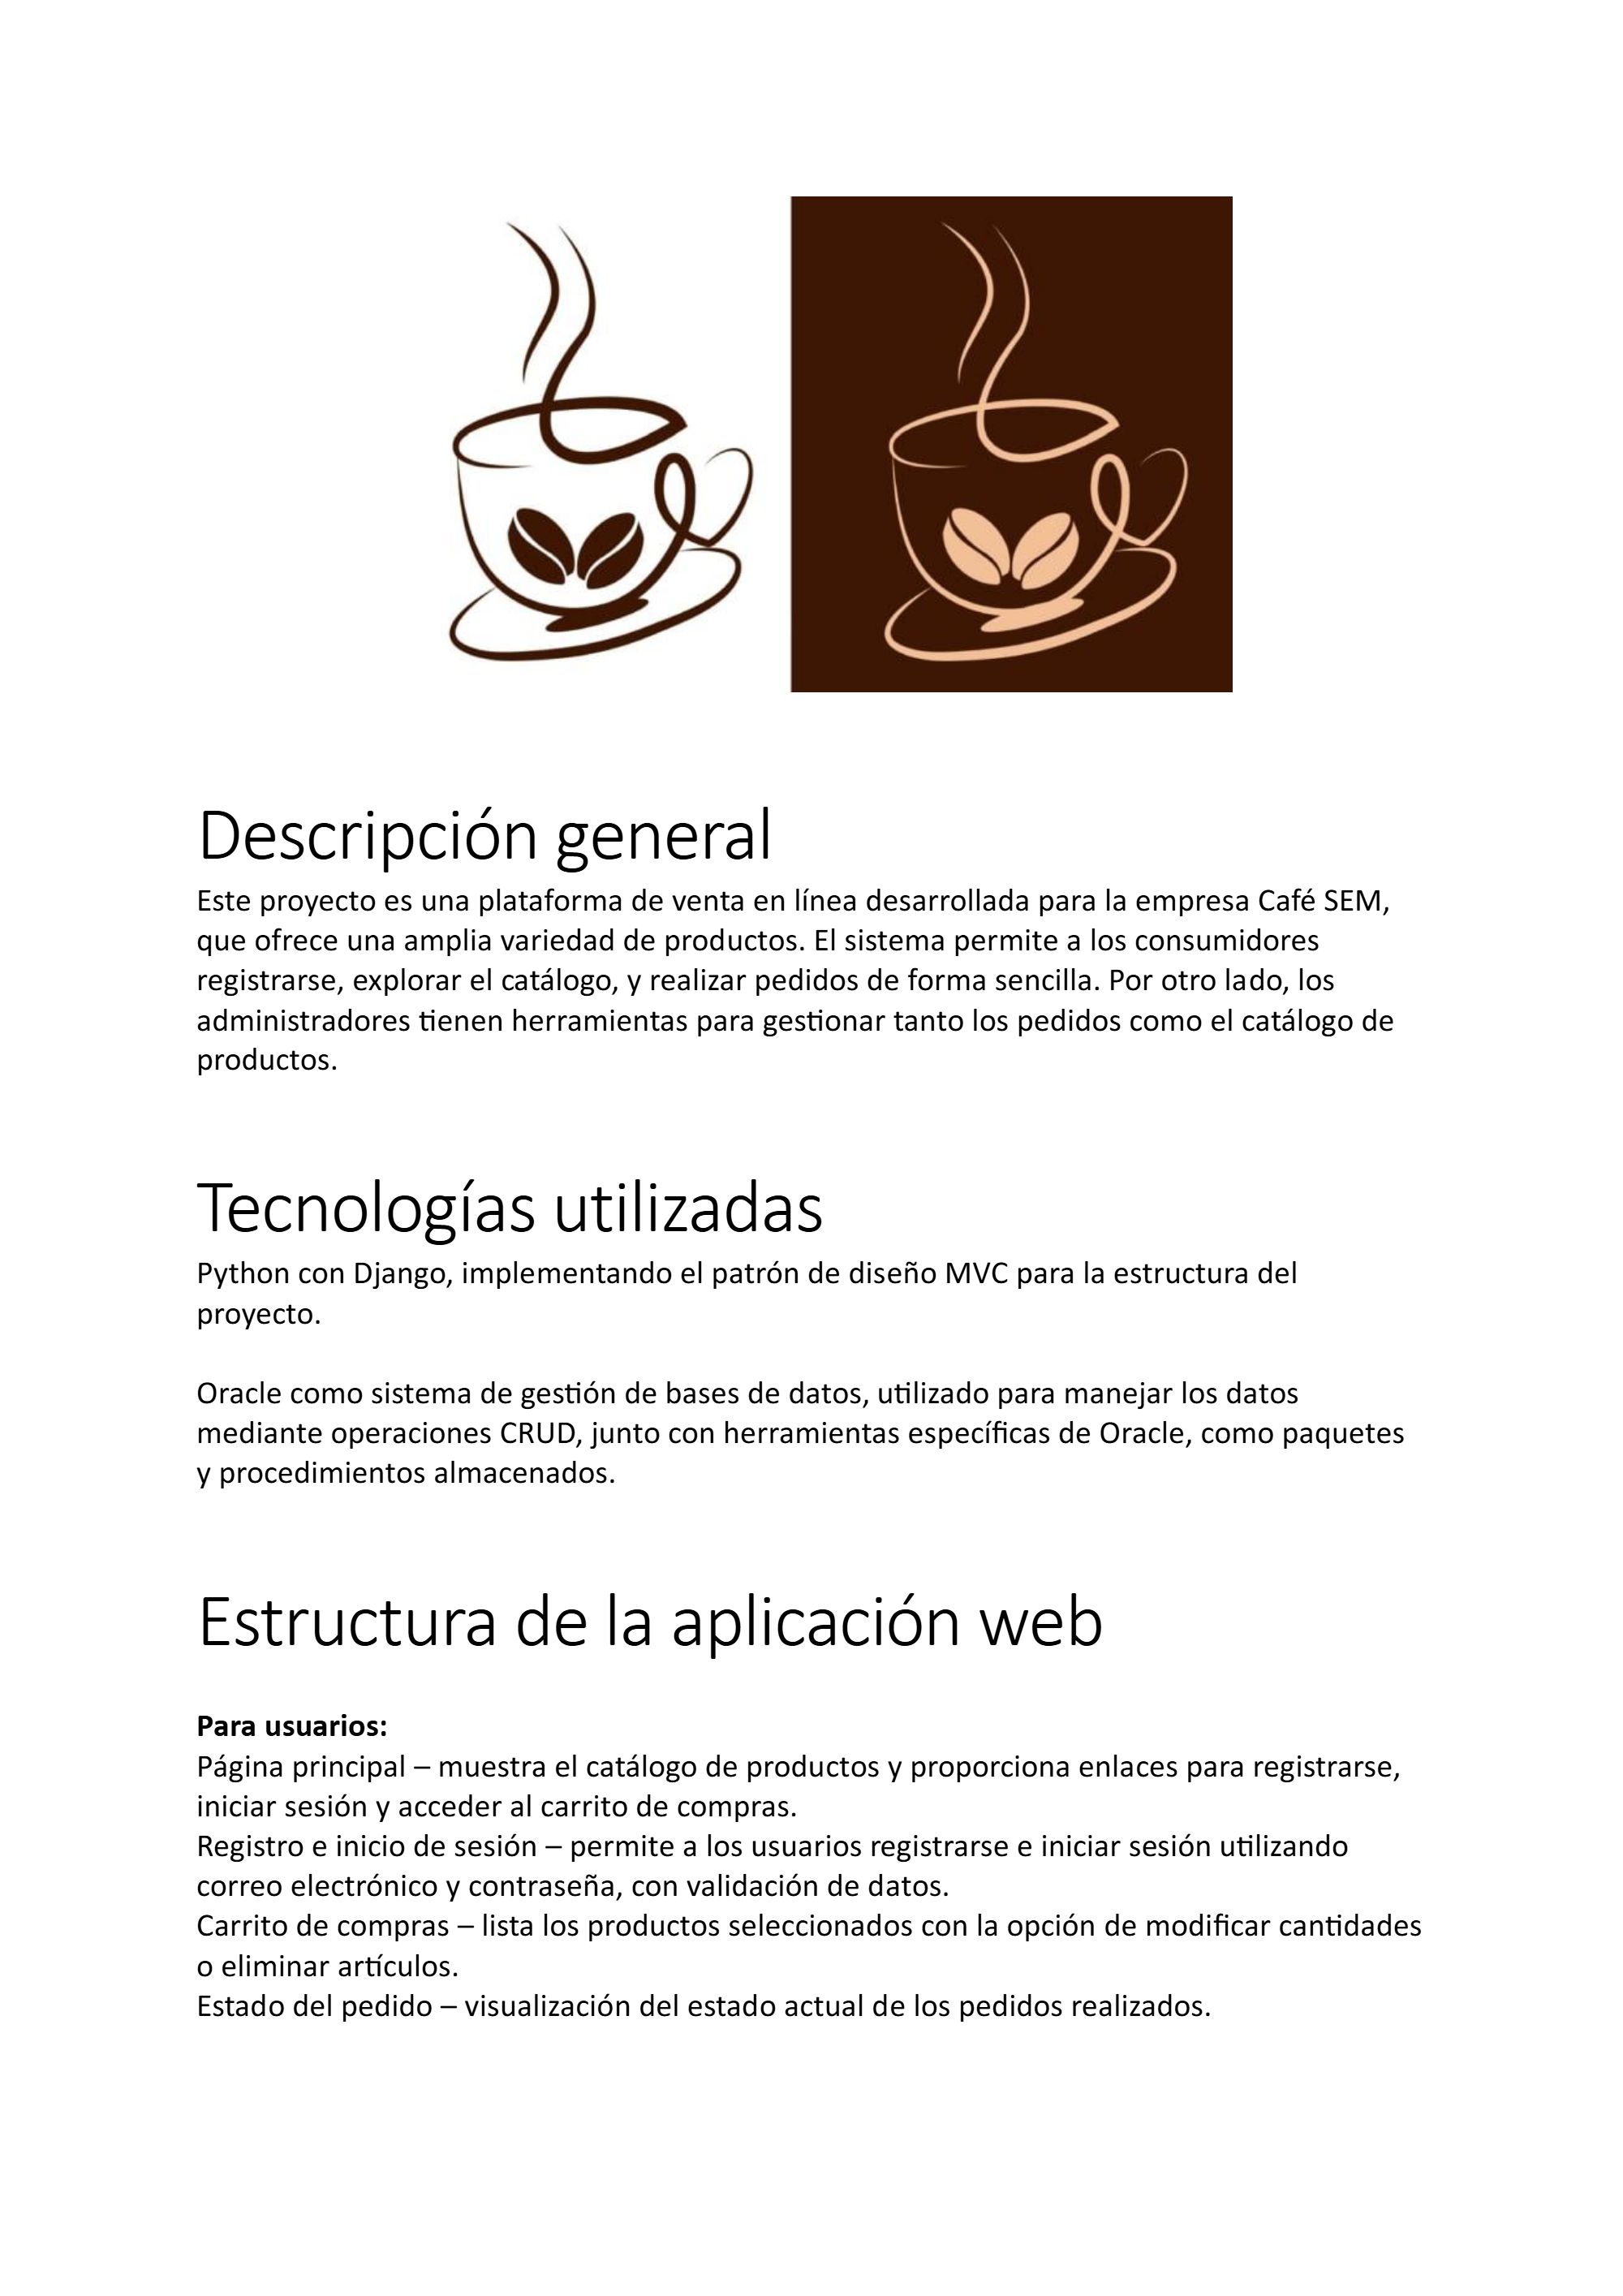 Descripción general
Este proyecto es una plataforma de venta en línea desarrollada para la empresa Café SEM,
que ofrece una amplia variedad de productos. El sistema permite a los consumidores
registrarse, explorar el catálogo, y realizar pedidos de forma sencilla. Por otro lado, los
administradores tienen herramientas para gestionar tanto los pedidos como el catálogo de
productos.
Tecnologías utilizadas
Python con Django, implementando el patrón de diseño MVC para la estructura del
proyecto.
Oracle como sistema de gestión de bases de datos, utilizado para manejar los datos
mediante operaciones CRUD, junto con herramientas específicas de Oracle, como paquetes
y procedimientos almacenados.
Estructura de la aplicación web
Para usuarios:
Página principal – muestra el catálogo de productos y proporciona enlaces para registrarse,
iniciar sesión y acceder al carrito de compras.
Registro e inicio de sesión – permite a los usuarios registrarse e iniciar sesión utilizando
correo electrónico y contraseña, con validación de datos.
Carrito de compras – lista los productos seleccionados con la opción de modificar cantidades
o eliminar artículos.
Estado del pedido – visualización del estado actual de los pedidos realizados.